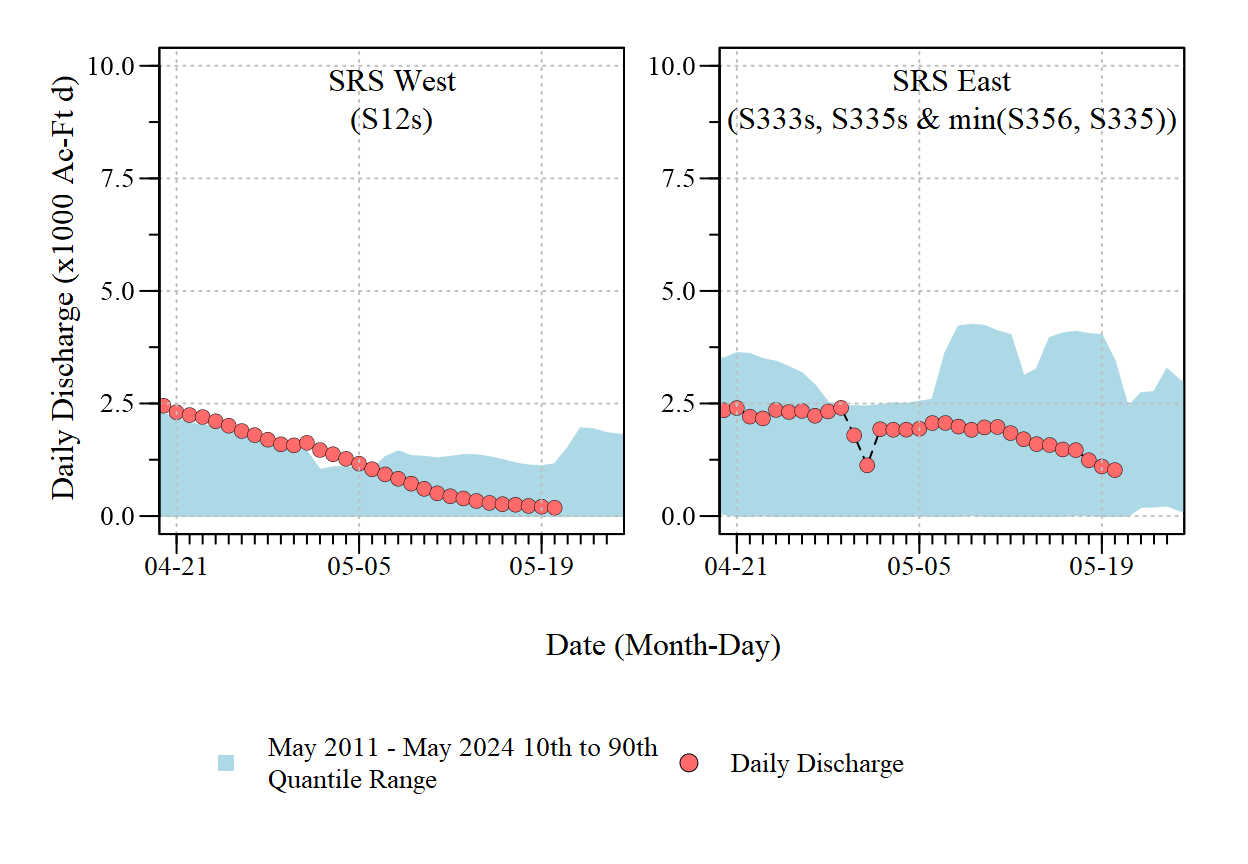 SRS West
(S12s)
SRS East
(S333s, S335s & min(S356, S335))
Daily Discharge (x1000 Ac-Ft d)
10.0
7.5
5.0
2.5
0.0
10.0
7.5
5.0
2.5
0.0
04-21
05-05
05-19
04-21
05-05
05-19
Date (Month-Day)
May 2011 - May 2024 10th to 90th
Quantile Range
Daily Discharge